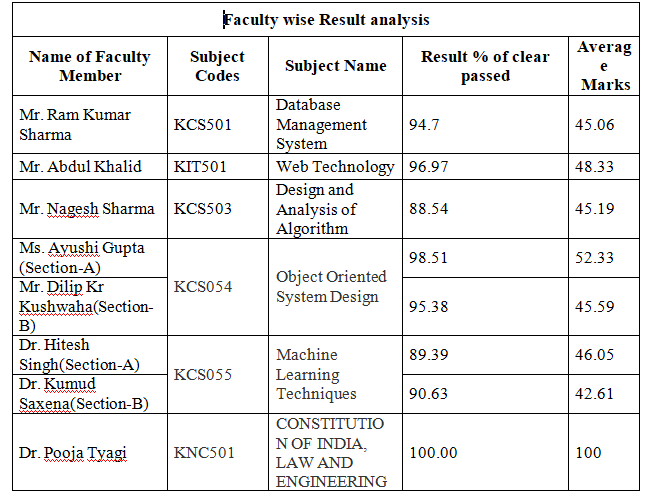 Faculty wise Result analysis
Name of Faculty
Member
Subject
Codes
Subject Name
Result % of clear
passed
Averag
e
Marks
Mr. Ram Kumar
Sharma
KCS501
Database
Management
System
94.7
45.06
Mr. Abdul Khalid
KIT501
Web Technology
96.97
48.33
Mr. Nagesh Sharma
KCS503
Design and
Analysis of
Algorithm
88.54
45.19
Ms. Ayushi Gupta
(Section-A)
KCS054
Object Oriented
System Design
98.51
52.33
Mr. Dilip Kr
Kushwaha(Section-
B)
95.38
45.59
Dr. Hitesh
Singh(Section-A)
KCS055
Machine
Learning
Techniques
89.39
46.05
Dr. Kumud
Saxena(Section-B)
90.63
42.61
Dr. Pooja Tyagi
KNC501
CONSTITUTIO
N OF INDIA,
LAW AND
ENGINEERING
100.00
100